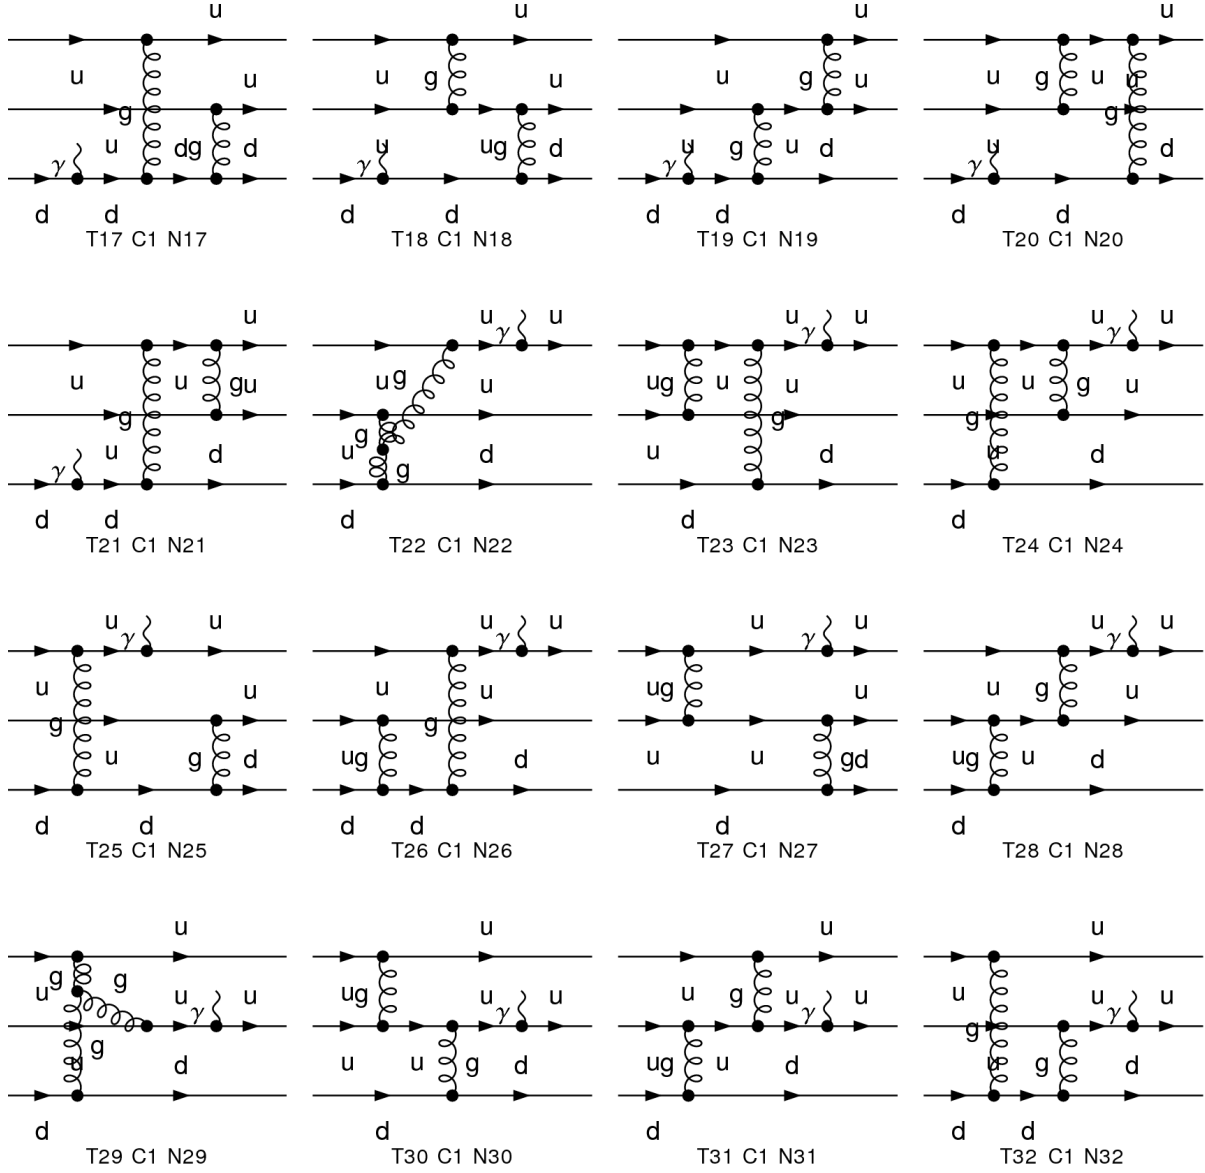 u
u u
g
γ u dg d
d d
T17 C1 N17
u
u g u
γ u ug d
d d
T18 C1 N18
u
u g u
γ u g u d
d d
T19 C1 N19
u
u g u u
g
γ u d
d d
T20 C1 N20
u
u u gu
g
γ u d
d d
T21 C1 N21
u γ u
u g u
g
u g d
d
T22 C1 N22
u γ u
ug u u
g
u d
d
T23 C1 N23
u γ u
u u g u
g
u d
d
T24 C1 N24
u γ u
u u
g
u g d
d d
T25 C1 N25
u γ u
u u
g
ug d
d d
T26 C1 N26
u γ u
ug u
u u gd
d
T27 C1 N27
u γ u
u g u
ug u d
d
T28 C1 N28
u
g g
u u γ u
g
u d
d
T29 C1 N29
u
ug u γ u
u u g d
d
T30 C1 N30
u
u g u γ u
ug u d
d
T31 C1 N31
u
u u γ u
g
u g d
d d
T32 C1 N32